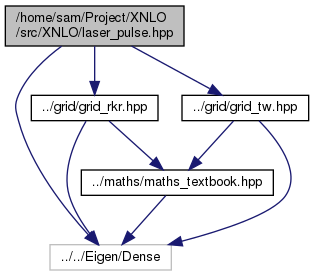 /home/sam/Project/XNLO
/src/XNLO/laser_pulse.hpp
../grid/grid_rkr.hpp
../grid/grid_tw.hpp
../maths/maths_textbook.hpp
../../Eigen/Dense